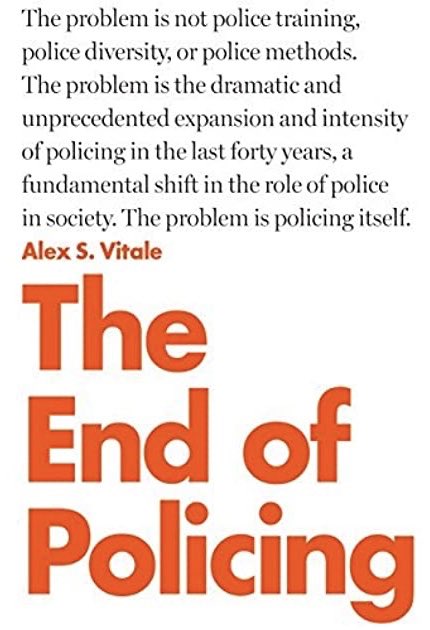 The problem is not police training,
police diversity, or police methods.
The problem is the dramatic and
unprecedented expansion and intensity
of policing in the last forty years, a
fundamental shift in the role of police
in society. The problem is policing itself.
Alex S. Vitale
The
End of
Policing